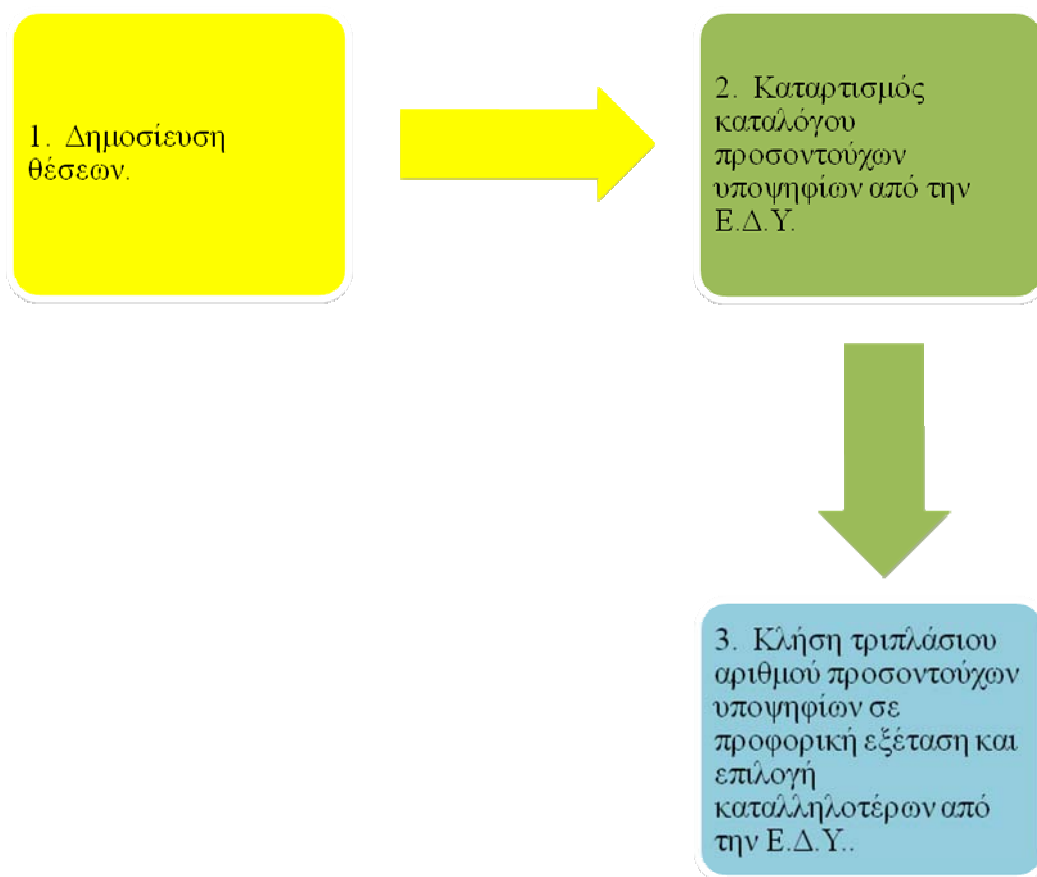 1. Δημοσίευση
θέσεων.
2. Καταρτισμός
καταλόγου
προσοντούχων
υποψηφίων από την
Ε.Δ.Υ.
3. Κλήση τριπλάσιου
αριθμού προσοντούχων
υποψηφίων σε
προφορική εξέταση και
επιλογή
καταλληλοτέρων από
την Ε.Δ.Υ..